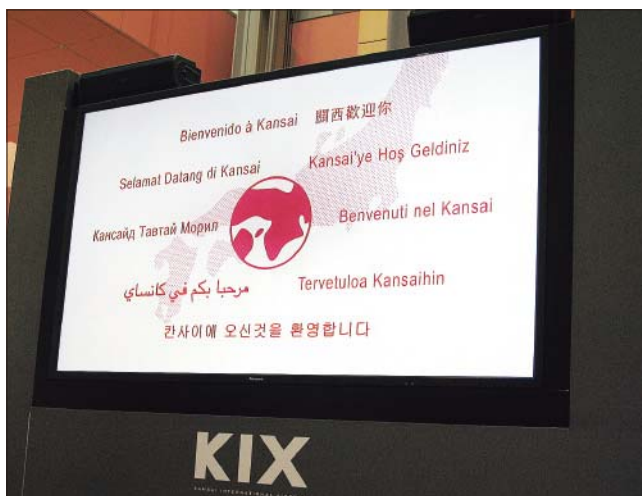 Bienvenido à Kansai
關西歡迎你
Selamat Datang di Kansai
Kansai'ye Hoş Geldiniz
Кансайд Тавтай Морил
Benvenuti nel Kansai
مرحبا بكم في كانساي
Tervetuloa Kansaihin
칸사이에 오신것을 환영합니다
KIX